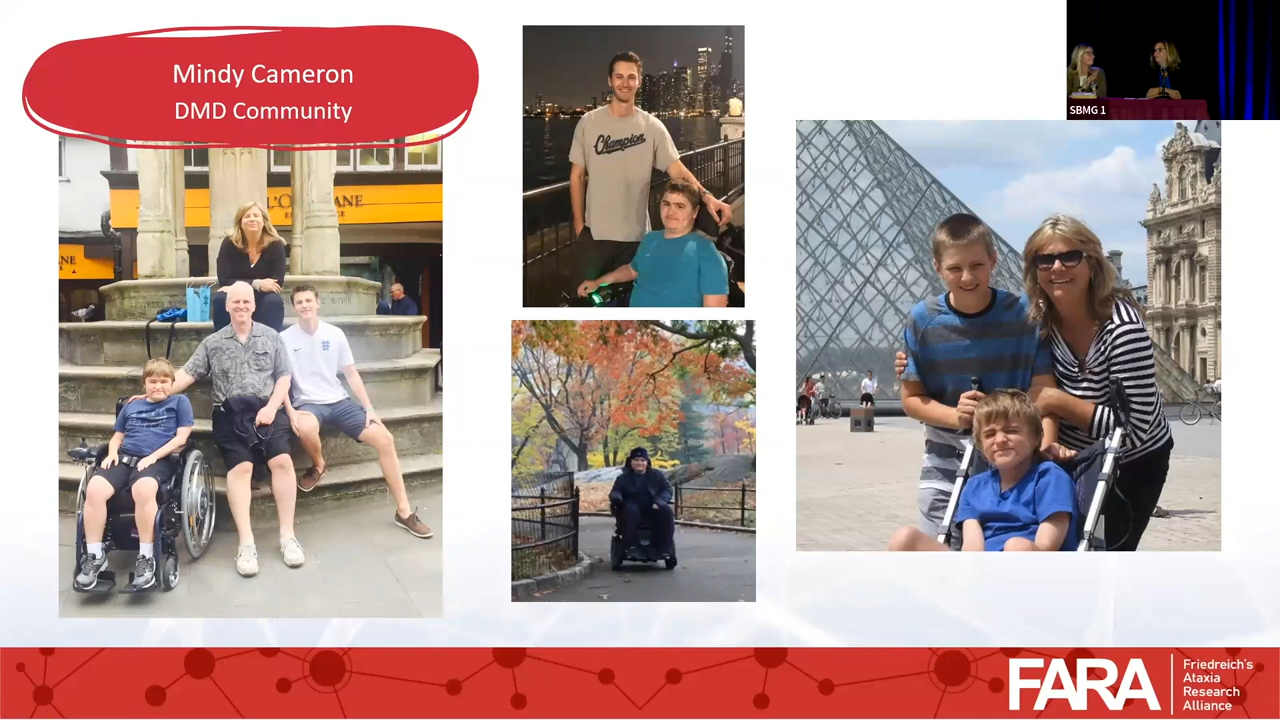 Mindy Cameron
DMD Community
SBMG 1
Champion
FARA
Friedreich's
Ataxia
Research
Alliance